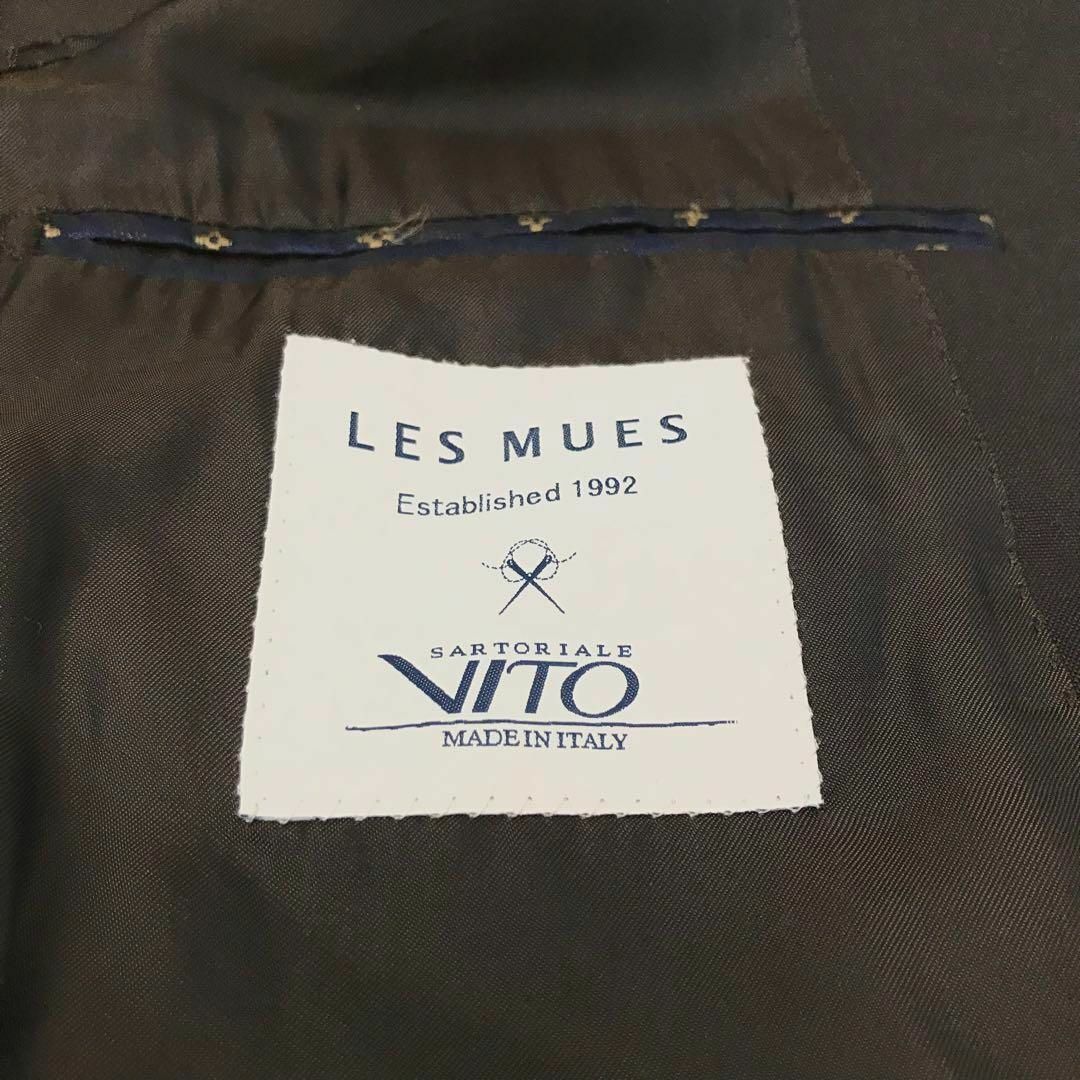 LES MUES
Established 1992
SARTORIALE
VITO
MADE IN ITALY